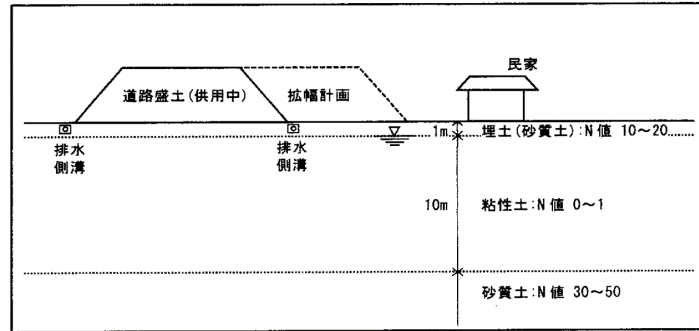 民家
道路盛土(供用中)
拡幅計画
1m
埋土(砂質土):N値 10~20
排水
側溝
排水
側溝
10m
粘性土:N値 0~1
砂質土:N値 30~50